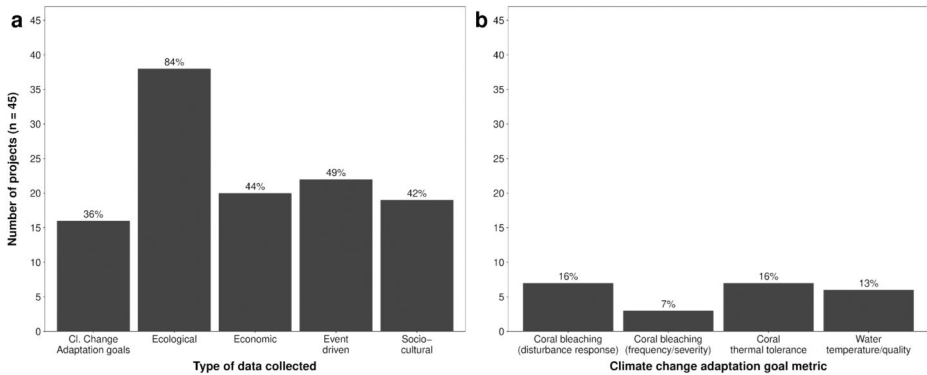 a
Number of projects (n = 45)
45
40
35
30
25
20
15
10
5
0
36%
84%
44%
49%
42%
Cl. Change
Adaptation goals
Ecological
Economic
Event
driven
Socio–
cultural
Type of data collected
b
45
40
35
30
25
20
15
10
5
0
16%
7%
16%
13%
Coral bleaching
(disturbance response)
Coral bleaching
(frequency/severity)
Coral
thermal tolerance
Water
temperature/quality
Climate change adaptation goal metric